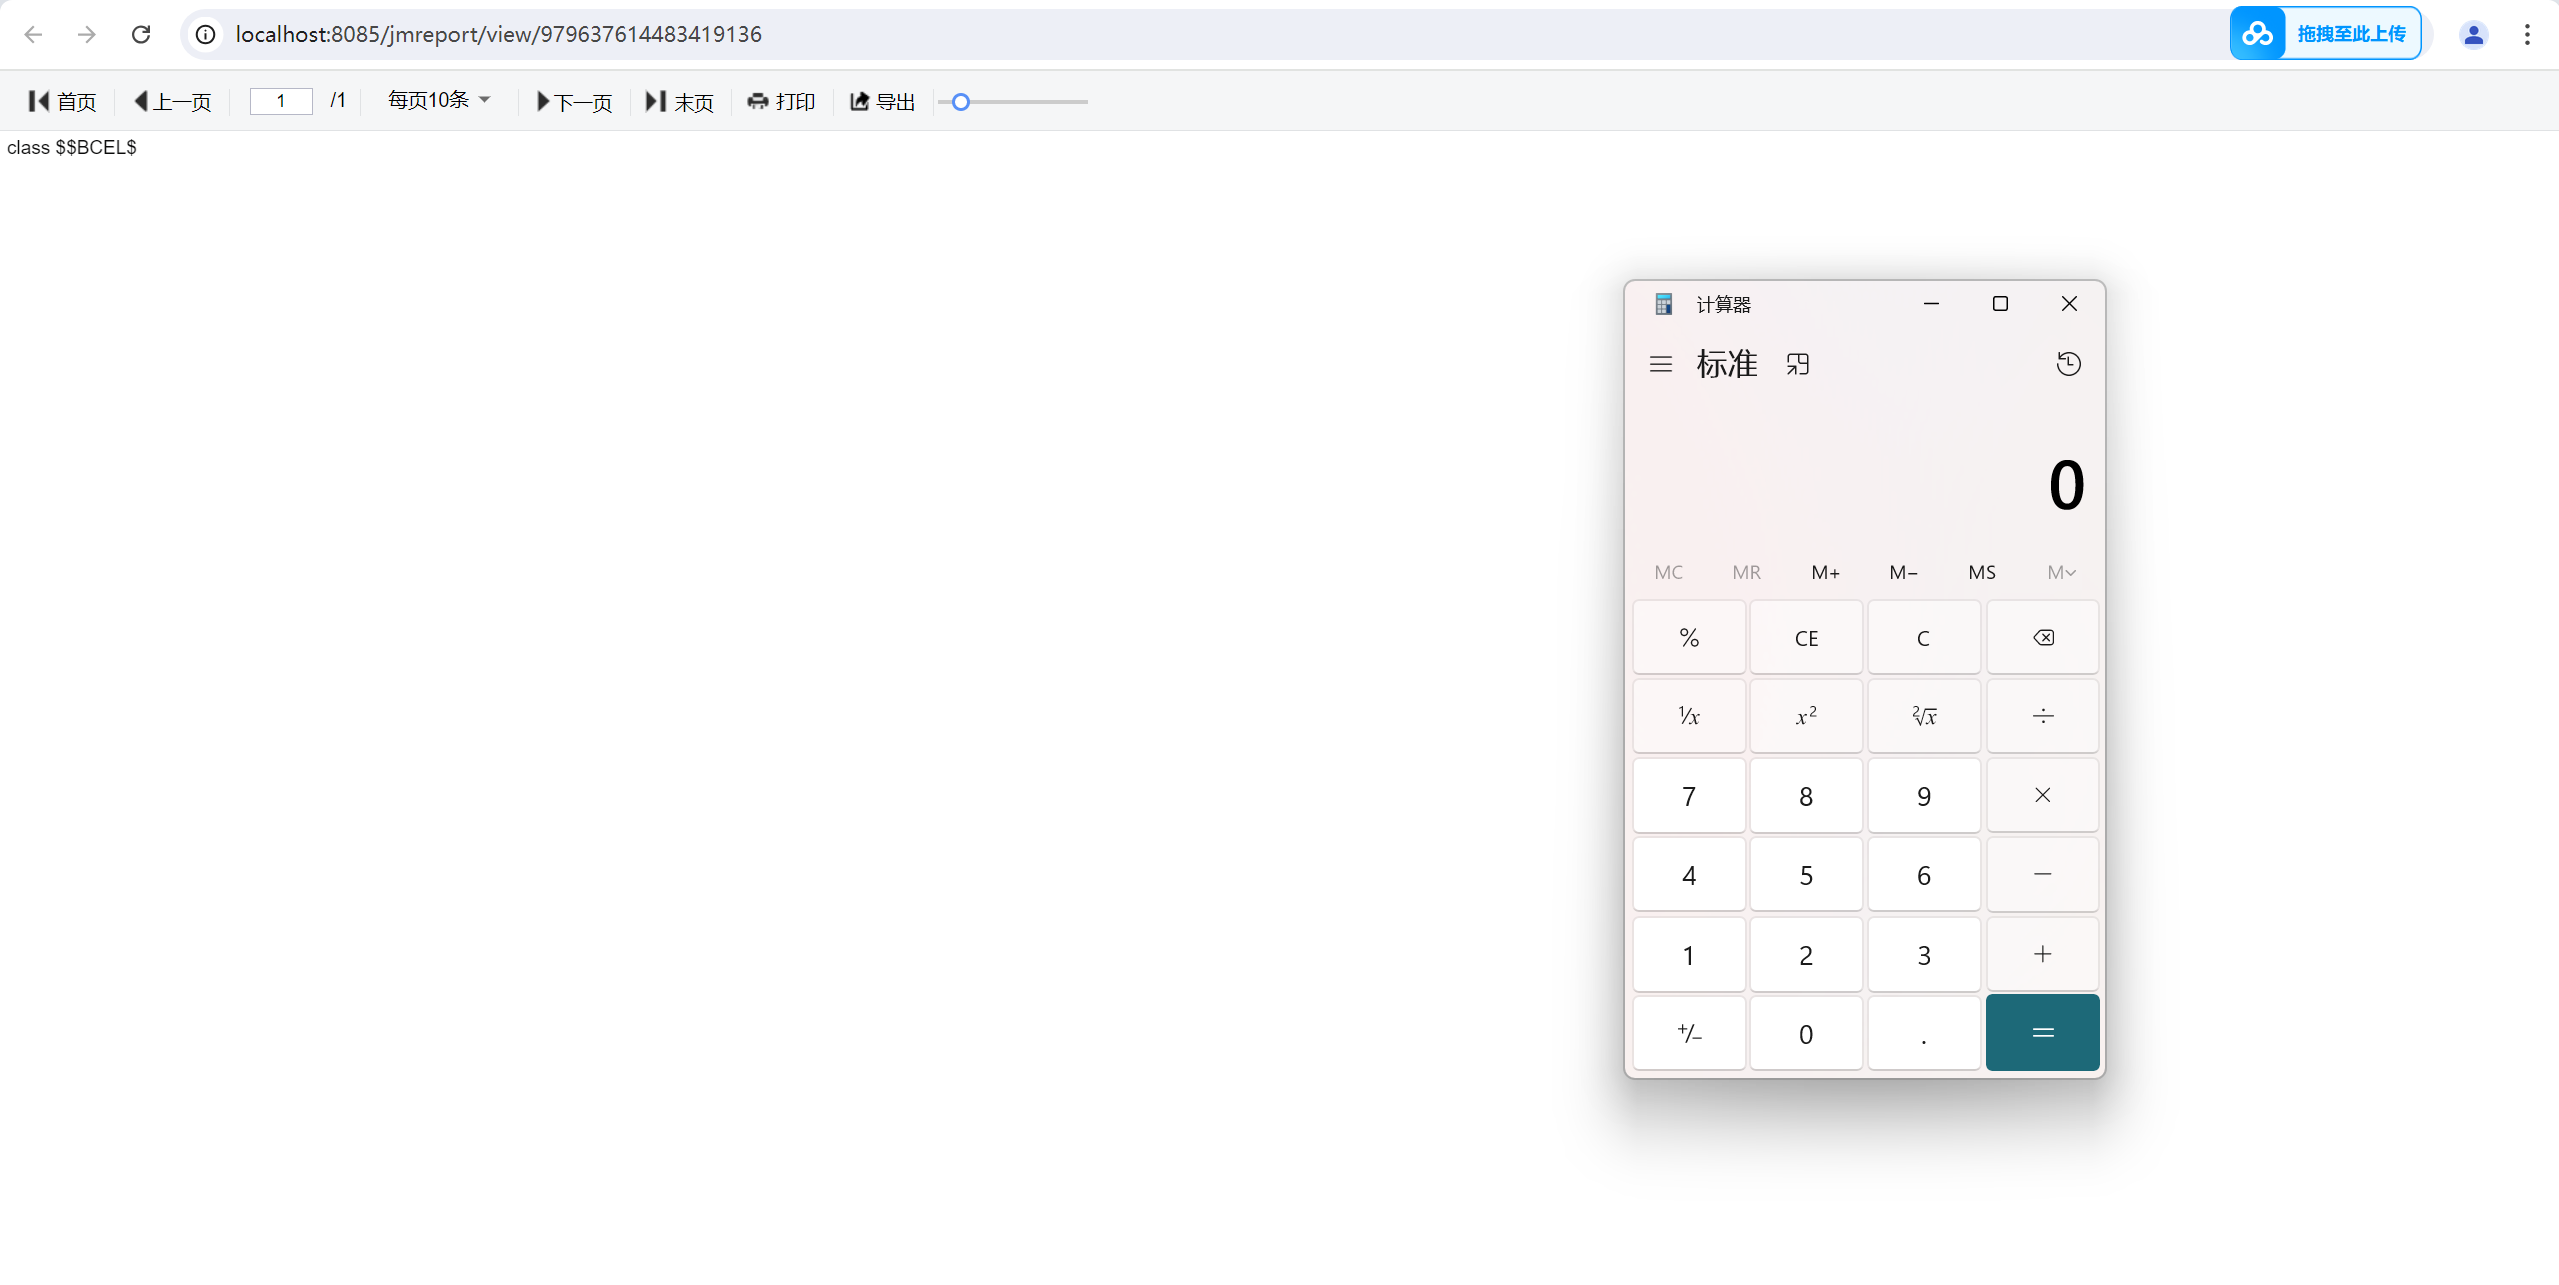 localhost:8085/jmreport/view/979637614483419136
拖拽至此上传
首页 上一页 1 /1 每页10条 下一页 末页 打印 导出
class $$BCEL$
计算器
标准
0
MC MR M+ M− MS M
% CE C
¹/x x² ²√x ÷
7 8 9 ×
4 5 6 −
1 2 3 +
+/− 0 . =